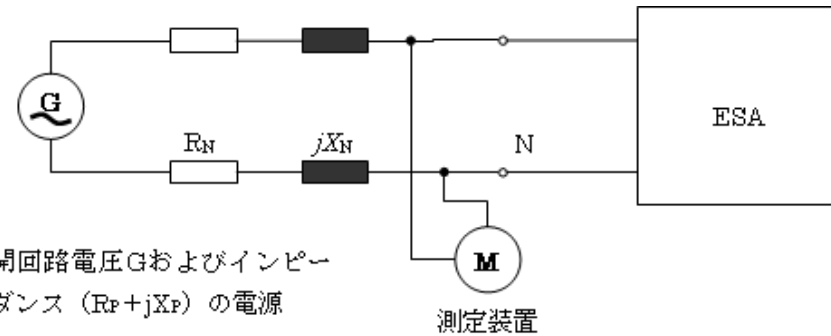 G
ESA
RN
jXN
N
開回路電圧Gおよびインピー
ダンス（RP+jXP）の電源
M
測定装置